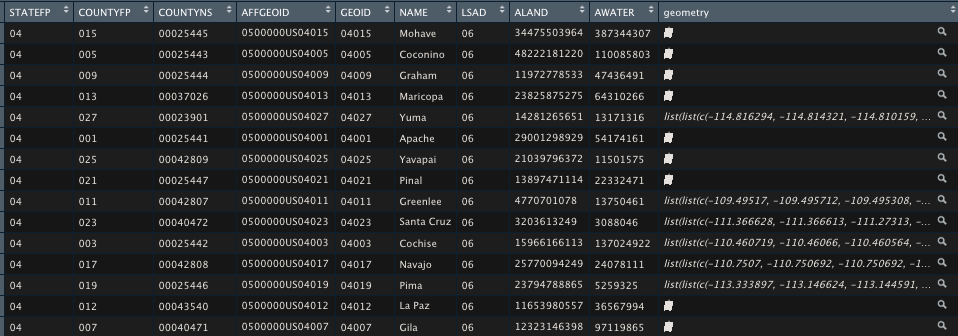 STATEFP COUNTYFP COUNTYNS AFFGEOID GEOID NAME LSAD ALAND AWATER geometry
04 015 00025445 0500000US04015 04015 Mohave 06 34475503964 387344307
04 005 00025443 0500000US04005 04005 Coconino 06 48222181220 110085803
04 009 00025444 0500000US04009 04009 Graham 06 11972778533 47436491
04 013 00037026 0500000US04013 04013 Maricopa 06 23825875275 64310266
04 027 00023901 0500000US04027 04027 Yuma 06 14281265651 13171316 list(list(c(-114.816294, -114.814321, -114.810159, ...
04 001 00025441 0500000US04001 04001 Apache 06 29001298929 54174161
04 025 00042809 0500000US04025 04025 Yavapai 06 21039796372 11501575
04 021 00025447 0500000US04021 04021 Pinal 06 13897471114 22332471
04 011 00042807 0500000US04011 04011 Greenlee 06 4770701078 13750461 list(list(c(-109.49517, -109.495712, -109.495308, -...
04 023 00040472 0500000US04023 04023 Santa Cruz 06 3203613249 3088046 list(list(c(-111.366628, -111.366613, -111.27313, -...
04 003 00025442 0500000US04003 04003 Cochise 06 15966166113 137024922 list(list(c(-110.460719, -110.46066, -110.460564, -...
04 017 00042808 0500000US04017 04017 Navajo 06 25770094249 24078111 list(list(c(-110.7507, -110.750692, -110.750692, -1...
04 019 00025446 0500000US04019 04019 Pima 06 23794788865 5259325 list(list(c(-113.333897, -113.146624, -113.144591, ...
04 012 00043540 0500000US04012 04012 La Paz 06 11653980557 36567994
04 007 00040471 0500000US04007 04007 Gila 06 12323146398 97119865